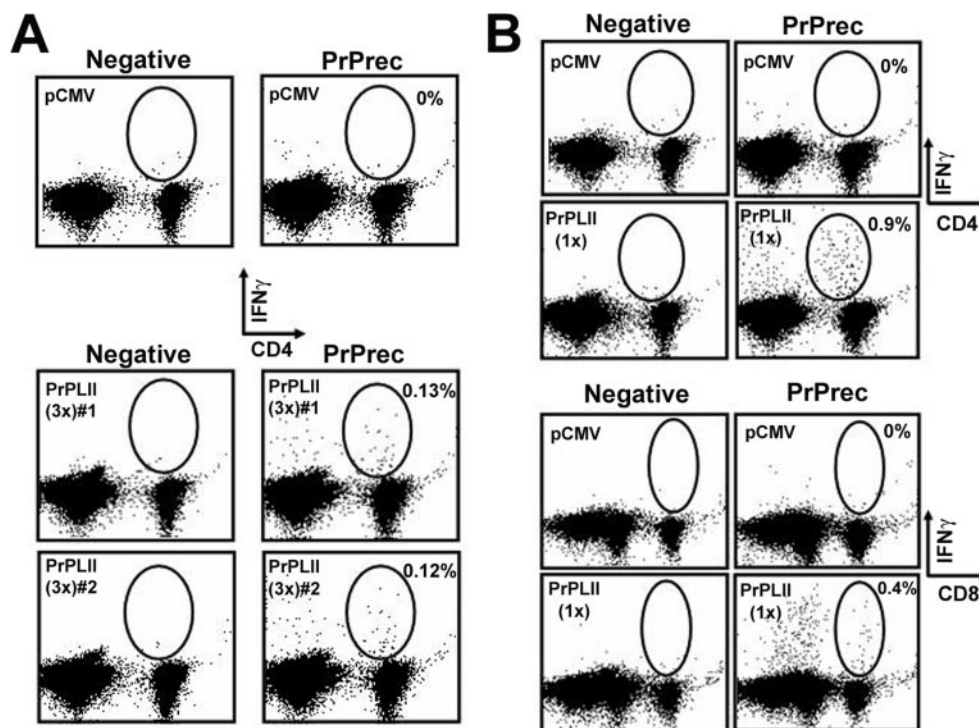 A
Negative
PrPrec
pCMV
0%
IFNγ
CD4
Negative
PrPrec
PrPLII
(3x)#1
0.13%
PrPLII
(3x)#1
PrPLII
(3x)#2
0.12%
PrPLII
(3x)#2
B
Negative
PrPrec
pCMV
pCMV
0%
IFNγ
CD4
PrPLII
(1x)
PrPLII
(1x)
0.9%
Negative
PrPrec
pCMV
pCMV
0%
IFNγ
CD8
PrPLII
(1x)
PrPLII
(1x)
0.4%